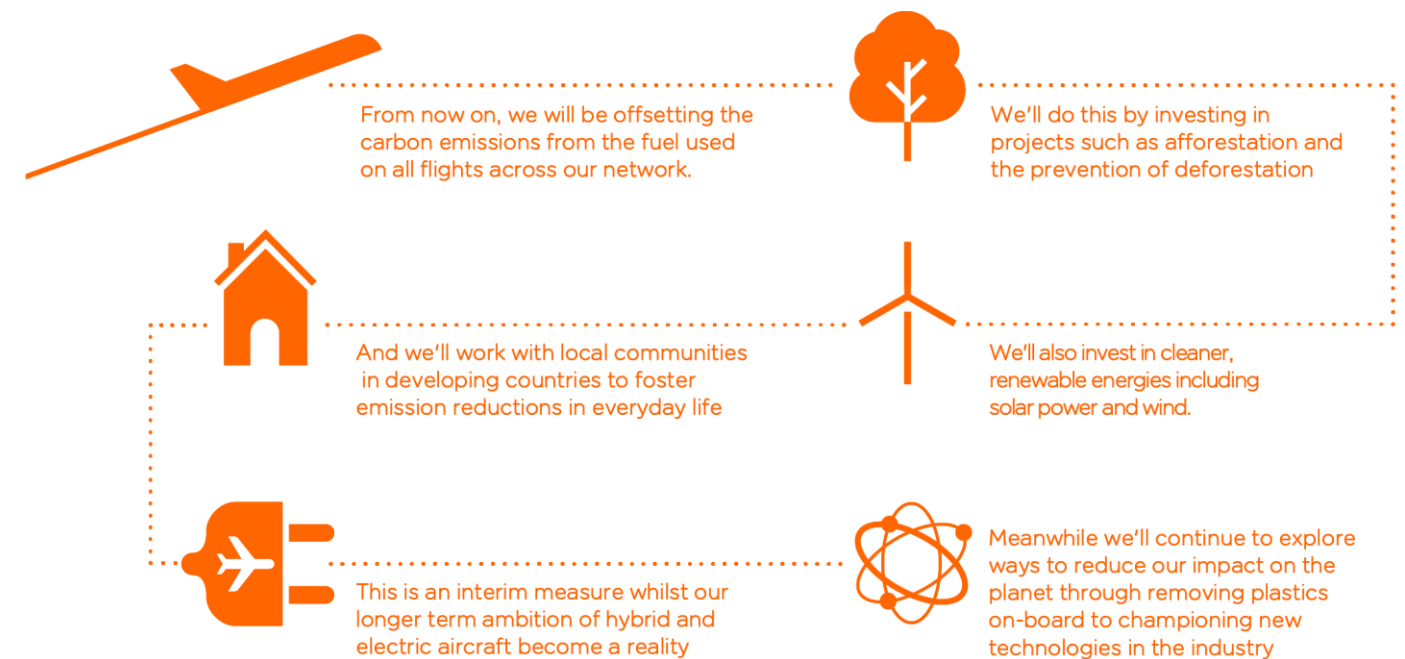 From now on, we will be offsetting the
carbon emissions from the fuel used
on all flights across our network.
We'll do this by investing in
projects such as afforestation and
the prevention of deforestation
We'll also invest in cleaner,
renewable energies including
solar power and wind.
And we'll work with local communities
in developing countries to foster
emission reductions in everyday life
This is an interim measure whilst our
longer term ambition of hybrid and
electric aircraft become a reality
Meanwhile we'll continue to explore
ways to reduce our impact on the
planet through removing plastics
on-board to championing new
technologies in the industry